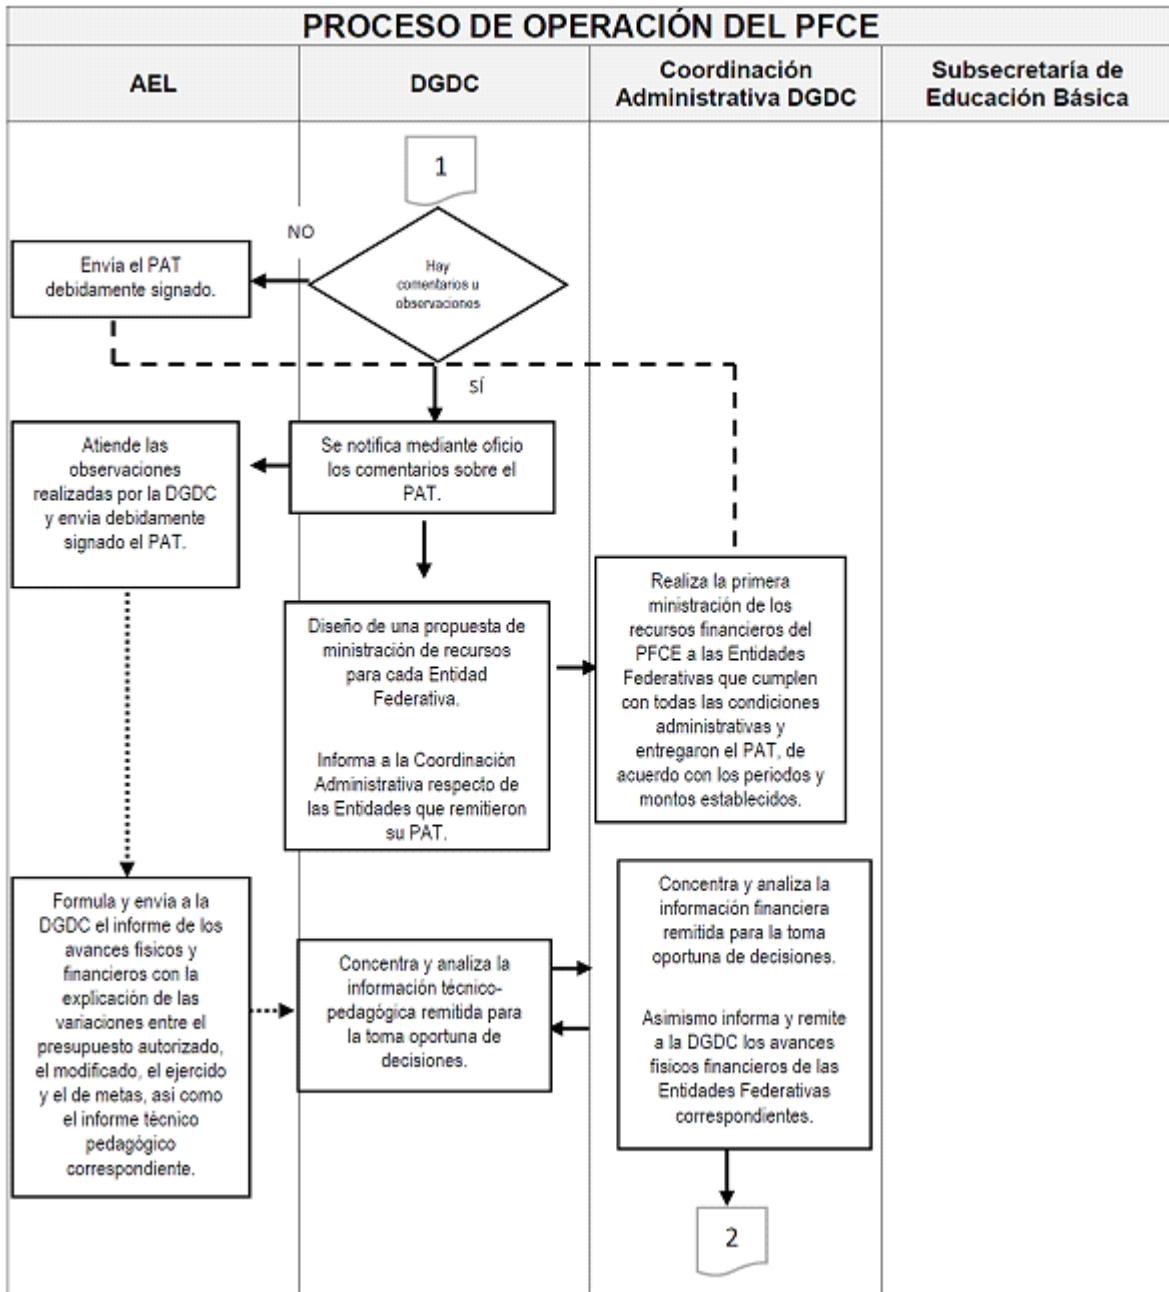 PROCESO DE OPERACIÓN DEL PFCE
AEL
DGDC
Coordinación
Administrativa DGDC
Subsecretaría de
Educación Básica
1
NO
Hay
comentarios u
observaciones
Envía el PAT
debidamente signado.
SÍ
Atiende las
observaciones
realizadas por la DGDC
y envía debidamente
signado el PAT.
Se notifica mediante oficio
los comentarios sobre el
PAT.
Diseño de una propuesta de
ministración de recursos
para cada Entidad
Federativa.
Informa a la Coordinación
Administrativa respecto de
las Entidades que remitieron
su PAT.
Realiza la primera
ministración de los
recursos financieros del
PFCE a las Entidades
Federativas que cumplen
con todas las condiciones
administrativas y
entregaron el PAT, de
acuerdo con los periodos y
montos establecidos.
Formula y envía a la
DGDC el informe de los
avances físicos y
financieros con la
explicación de las
variaciones entre el
presupuesto autorizado,
el modificado, el ejercido
y el de metas, así como
el informe técnico
pedagógico
correspondiente.
Concentra y analiza la
información técnico-
pedagógica remitida para
la toma oportuna de
decisiones.
Concentra y analiza la
información financiera
remitida para la toma
oportuna de decisiones.
Asimismo informa y remite
a la DGDC los avances
físicos financieros de las
Entidades Federativas
correspondientes.
2